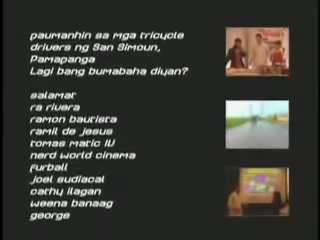 paumanhin sa mga tricycle
drivers ng San Simoun,
Pamapanga
Lagi bang bumabaha diyan?
salamat
ra rivera
ramon bautista
ramil de jesus
tomas matic IV
nerd world cinema
furball
joel sudiacal
cathy ilagan
weena banaag
george